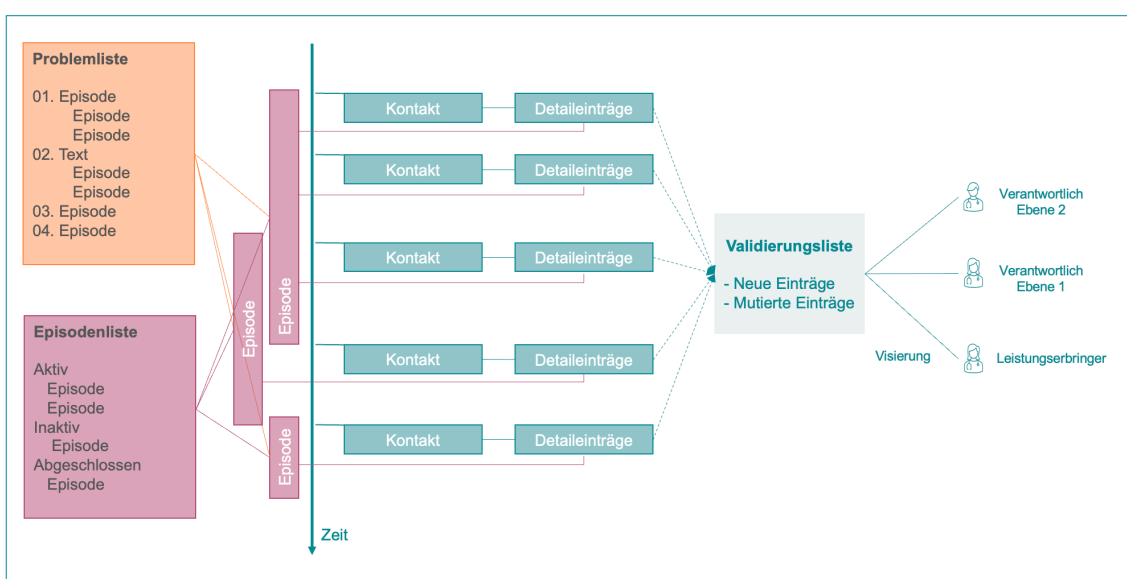 Problemliste
01. Episode
Episode
Episode
02. Text
Episode
Episode
03. Episode
04. Episode
Episodenliste
Aktiv
Episode
Episode
Inaktiv
Episode
Abgeschlossen
Episode
Episode
Episode
Episode
Zeit
Kontakt
Detaileinträge
Kontakt
Detaileinträge
Kontakt
Detaileinträge
Kontakt
Detaileinträge
Kontakt
Detaileinträge
Validierungsliste
- Neue Einträge
- Mutierte Einträge
Verantwortlich
Ebene 2
Verantwortlich
Ebene 1
Visierung
Leistungserbringer